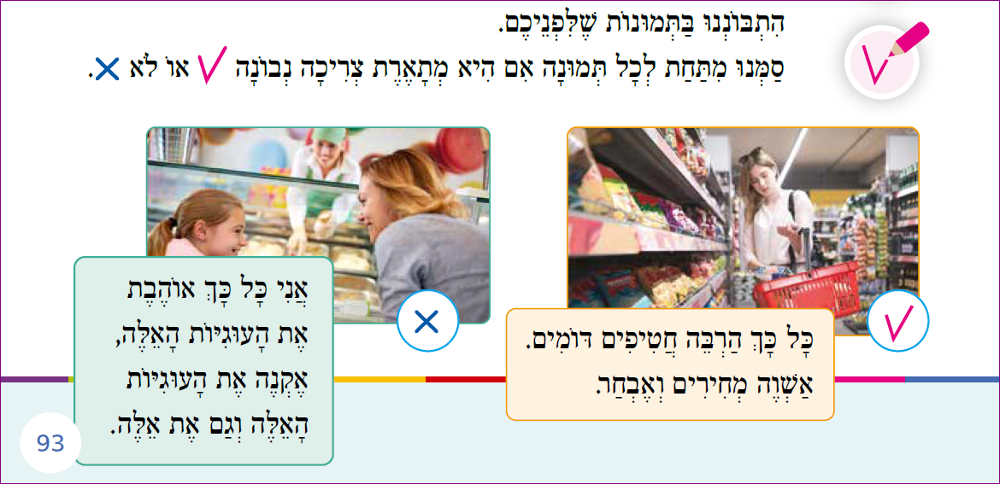 הִתְבּוֹנְנוּ בַּתְּמוּנוֹת שֶׁלִּפְנֵיכֶם.
סַמְּנוּ מִתַּחַת לְכָל תְּמוּנָה אִם הִיא מְתָאֶרֶת צְרִיכָה נְבוֹנָה ✓ אוֹ לֹא ✗.
כָּל כָּךְ הַרְבֵּה חֲטִיפִים דּוֹמִים.
אַשְׁוֶה מְחִירִים וְאֶבְחַר.
אֲנִי כָּל כָּךְ אוֹהֶבֶת
אֶת הָעוּגִיּוֹת הָאֵלֶּה,
אֶקְנֶה אֶת הָעוּגִיּוֹת
הָאֵלֶּה וְגַם אֶת אֵלֶּה.
93